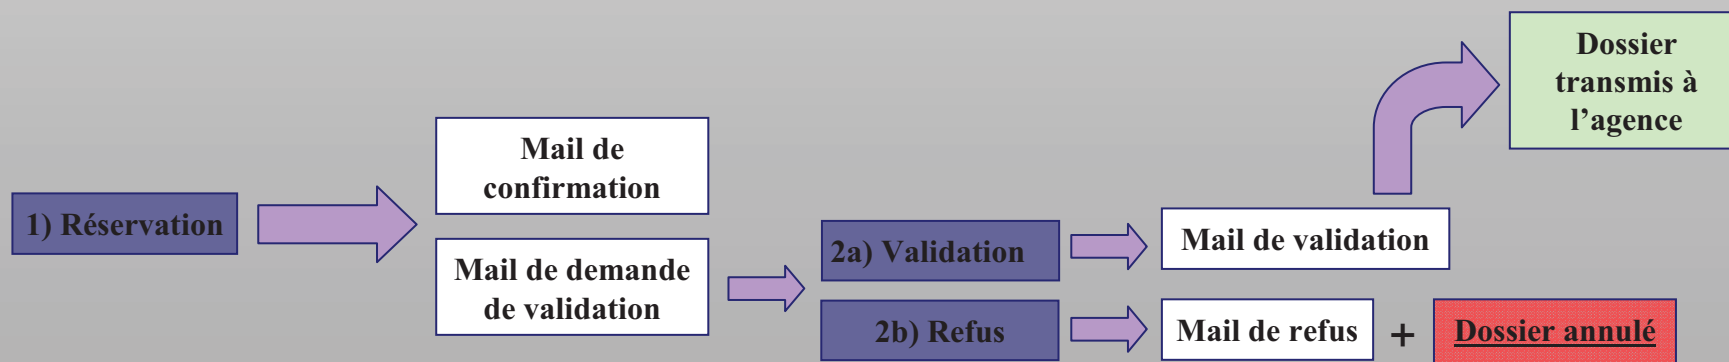 1) Réservation
Mail de
confirmation
Mail de demande
de validation
2a) Validation
Mail de validation
Dossier
transmis à
l’agence
2b) Refus
Mail de refus
+
Dossier annulé